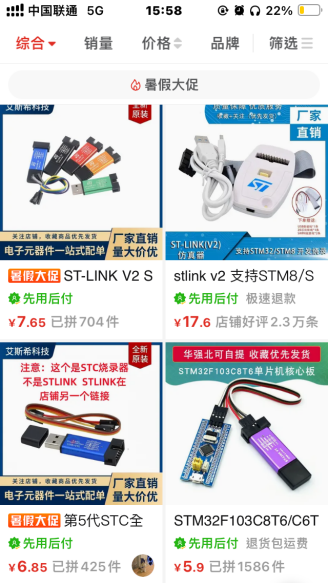 中国联通 5G 15:58 22%
综合 销量 价格 品牌 筛选
暑假大促
艾斯希科技
全新原装
关注店铺，收藏商品优先发货
电子元器件一站式配单
厂家直销
量大价优
厂家
直销
ST-LINK(V2)
仿真器
支持STM32/STM8开发烧录
暑假大促 ST-LINK V2 S
先用后付
¥7.65 已拼704件
stlink v2 支持STM8/S
先用后付 极速退款
¥17.6 店铺好评2.3万条
艾斯希科技
全新原装
注意：这个是STC烧录器
不是STLINK STLINK在
店铺另一个链接
关注店铺，收藏商品优先发货
电子元器件一站式配单
厂家直销
量大价优
华强北可自提 收藏优先发货
STM32F103C8T6单片机核心板
暑假大促 第5代STC全
先用后付
¥6.85 已拼425件
STM32F103C8T6/C6T
先用后付 退货包运费
¥5.9 已拼1586件